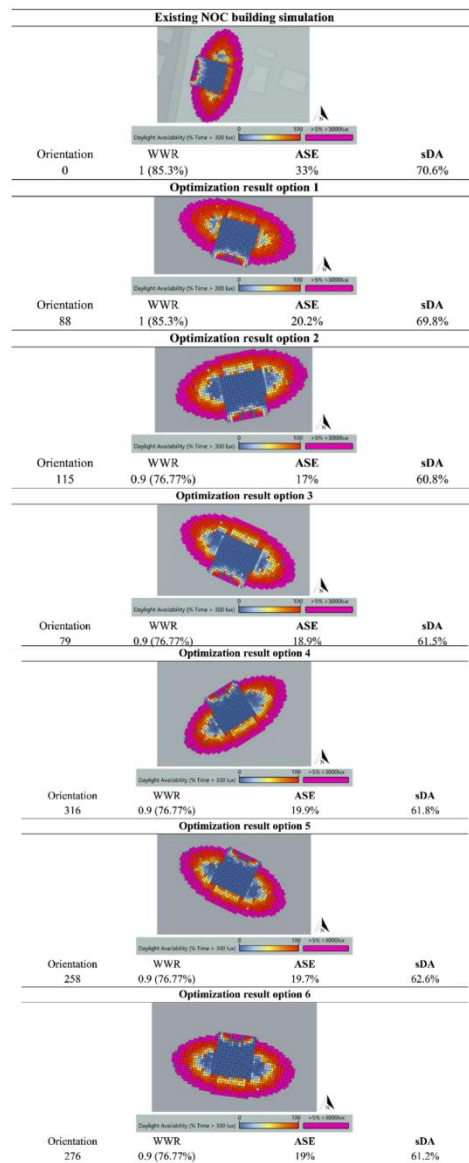 Existing NOC building simulation
N
0 100 >5% >3000lux
Daylight Availability (% Time > 300 lux)
Orientation WWR ASE sDA
0 1 (85.3%) 33% 70.6%
Optimization result option 1
N
0 100 >5% >3000lux
Daylight Availability (% Time > 300 lux)
Orientation WWR ASE sDA
88 1 (85.3%) 20.2% 69.8%
Optimization result option 2
N
0 100 >5% >3000lux
Daylight Availability (% Time > 300 lux)
Orientation WWR ASE sDA
115 0.9 (76.77%) 17% 60.8%
Optimization result option 3
N
0 100 >5% >3000lux
Daylight Availability (% Time > 300 lux)
Orientation WWR ASE sDA
79 0.9 (76.77%) 18.9% 61.5%
Optimization result option 4
N
0 100 >5% >3000lux
Daylight Availability (% Time > 300 lux)
Orientation WWR ASE sDA
316 0.9 (76.77%) 19.9% 61.8%
Optimization result option 5
N
0 100 >5% >3000lux
Daylight Availability (% Time > 300 lux)
Orientation WWR ASE sDA
258 0.9 (76.77%) 19.7% 62.6%
Optimization result option 6
N
0 100 >5% >3000lux
Daylight Availability (% Time > 300 lux)
Orientation WWR ASE sDA
276 0.9 (76.77%) 19% 61.2%